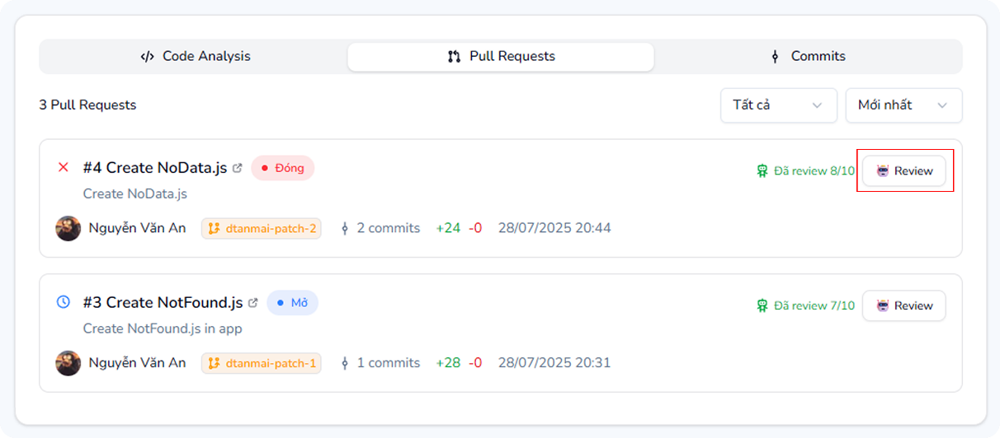 Code Analysis Pull Requests Commits
3 Pull Requests Tất cả Mới nhất
#4 Create NoData.js Đóng Đã review 8/10 Review
Create NoData.js
Nguyễn Văn An dtanmai-patch-2 2 commits +24 -0 28/07/2025 20:44
#3 Create NotFound.js Mở Đã review 7/10 Review
Create NotFound.js in app
Nguyễn Văn An dtanmai-patch-1 1 commits +28 -0 28/07/2025 20:31